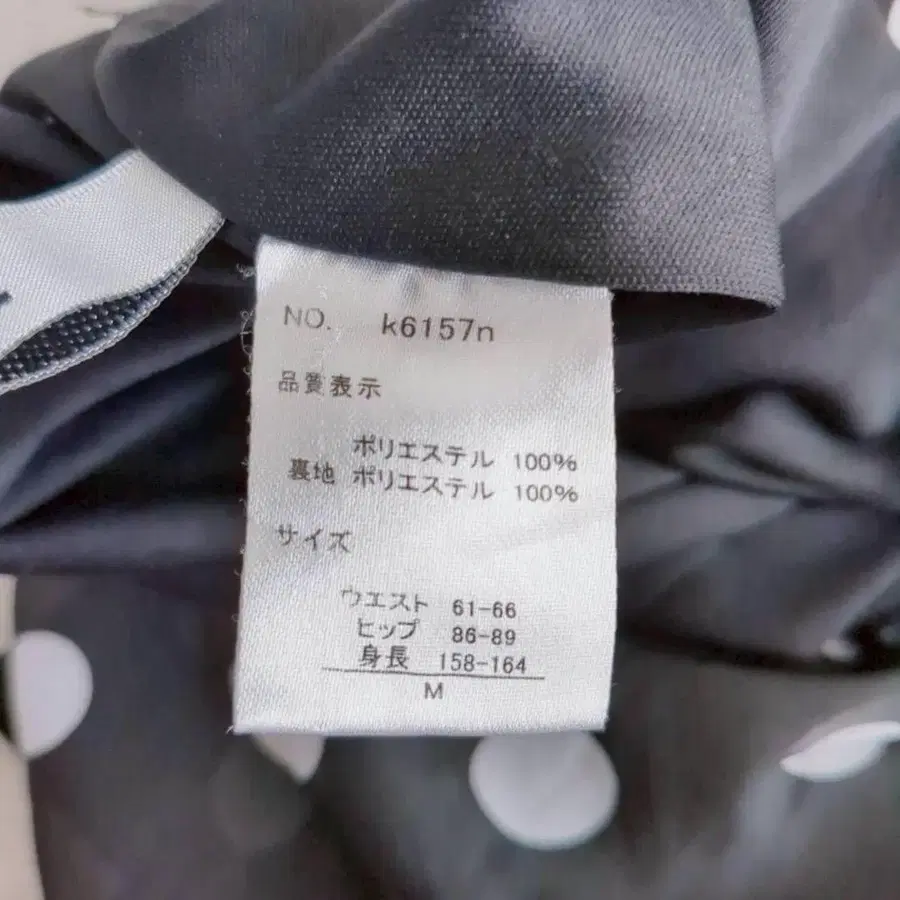 NO. k6157n
品質表示
ポリエステル 100%
裏地 ポリエステル 100%
サイズ
ウエスト 61-66
ヒップ 86-89
身長 158-164
M